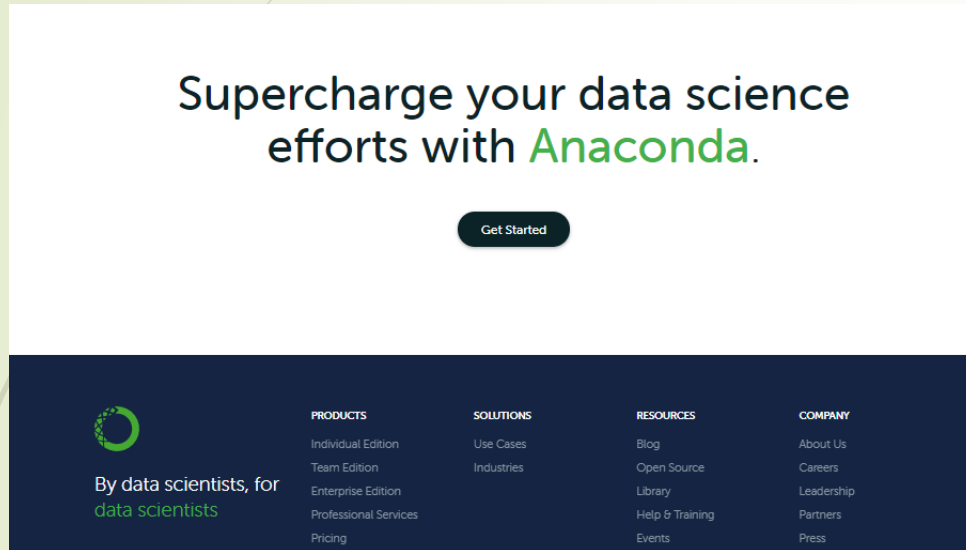 Supercharge your data science
efforts with Anaconda.
Get Started
By data scientists, for
data scientists
PRODUCTS
Individual Edition
Team Edition
Enterprise Edition
Professional Services
Pricing
SOLUTIONS
Use Cases
Industries
RESOURCES
Blog
Open Source
Library
Help & Training
Events
COMPANY
About Us
Careers
Leadership
Partners
Press